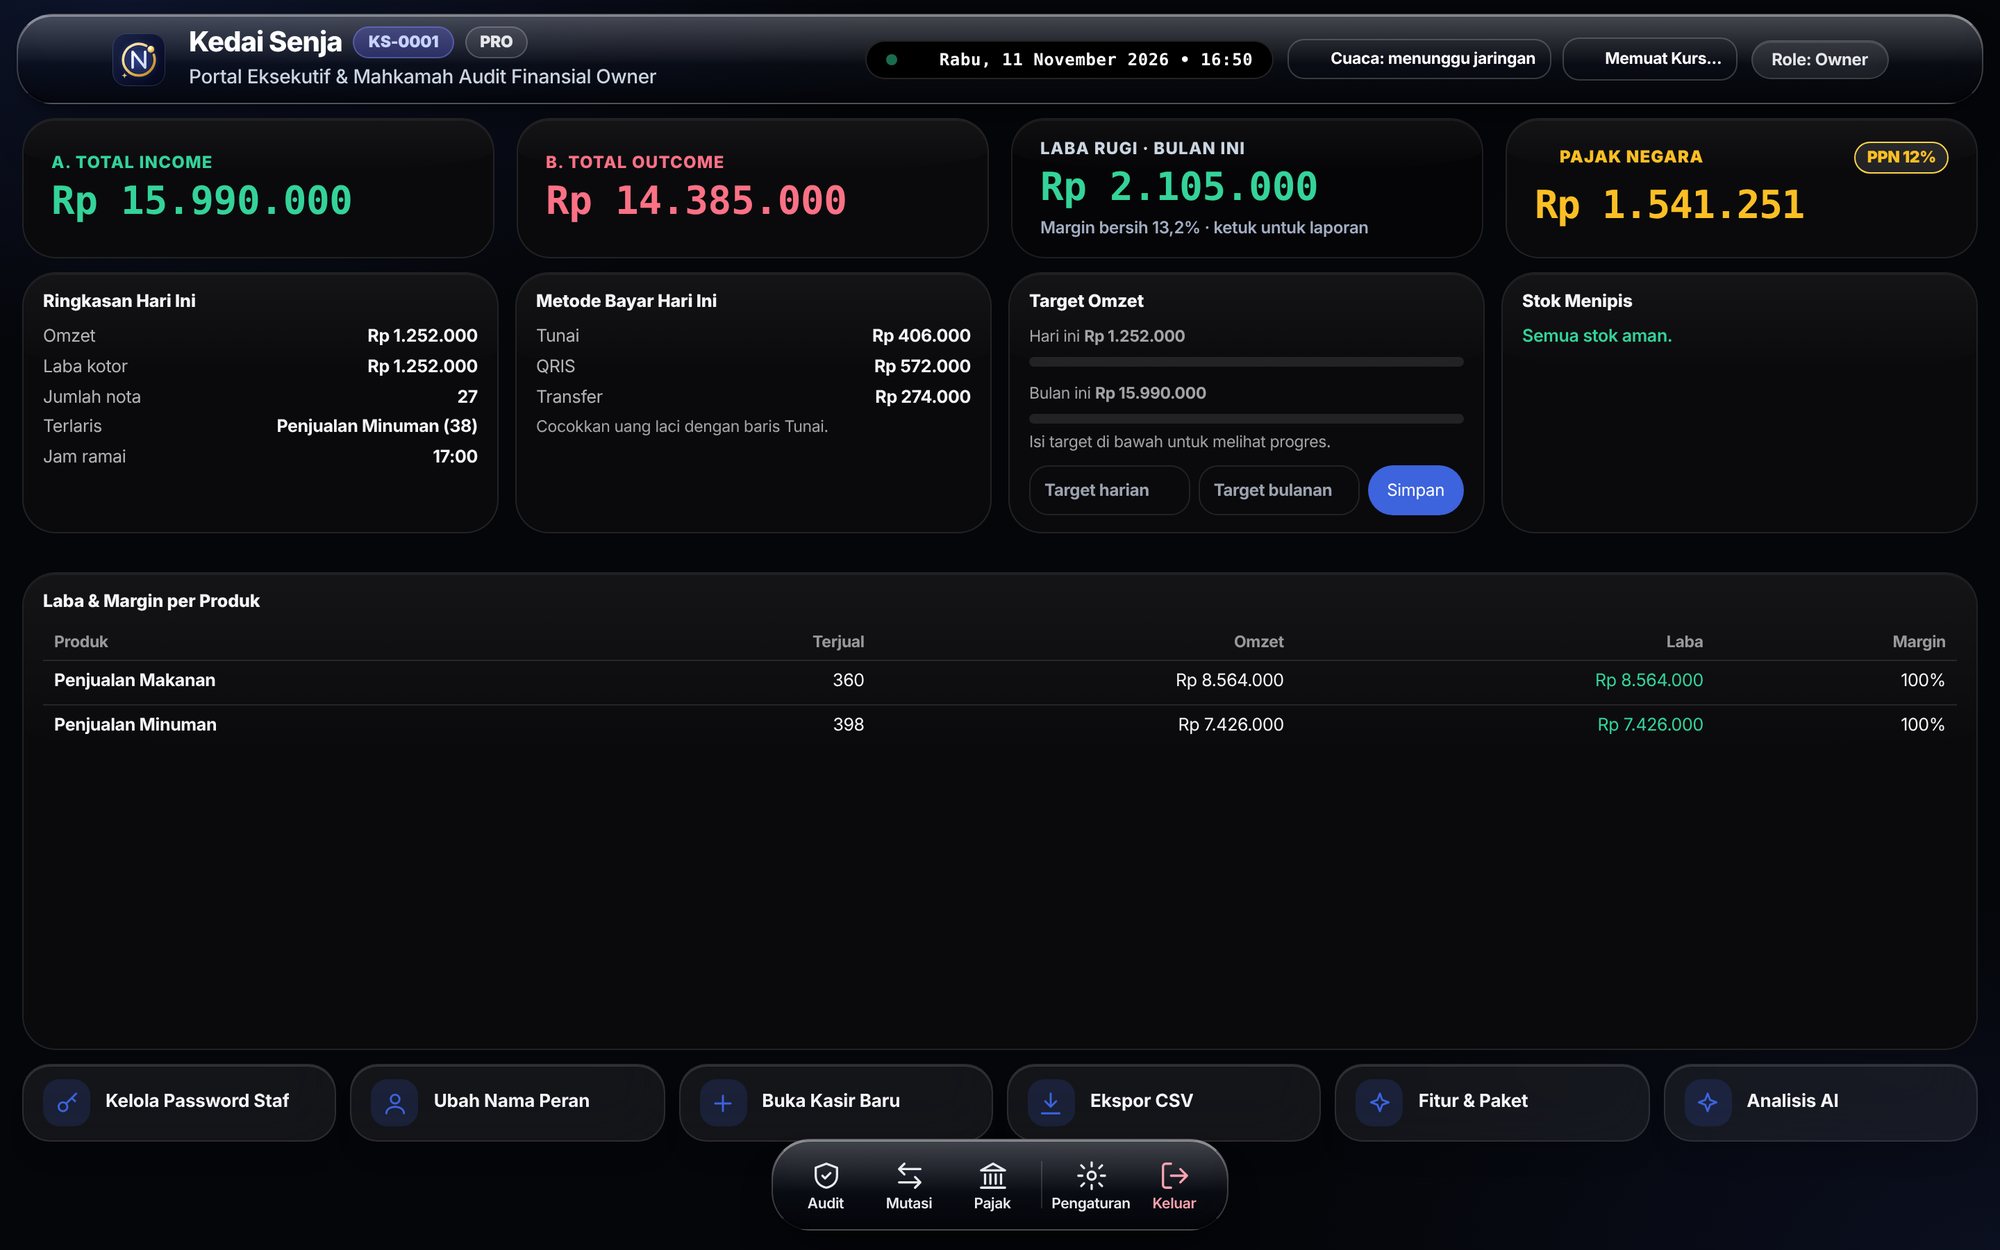 Kedai Senja KS-0001 PRO
Portal Eksekutif & Mahkamah Audit Finansial Owner
Rabu, 11 November 2026 • 16:50
Cuaca: menunggu jaringan
Memuat Kurs...
Role: Owner
A. TOTAL INCOME
Rp 15.990.000
B. TOTAL OUTCOME
Rp 14.385.000
LABA RUGI · BULAN INI
Rp 2.105.000
Margin bersih 13,2% · ketuk untuk laporan
PAJAK NEGARA PPN 12%
Rp 1.541.251
Ringkasan Hari Ini
Omzet Rp 1.252.000
Laba kotor Rp 1.252.000
Jumlah nota 27
Terlaris Penjualan Minuman (38)
Jam ramai 17:00
Metode Bayar Hari Ini
Tunai Rp 406.000
QRIS Rp 572.000
Transfer Rp 274.000
Cocokkan uang laci dengan baris Tunai.
Target Omzet
Hari ini Rp 1.252.000
Bulan ini Rp 15.990.000
Isi target di bawah untuk melihat progres.
Target harian Target bulanan Simpan
Stok Menipis
Semua stok aman.
Laba & Margin per Produk
Produk Terjual Omzet Laba Margin
Penjualan Makanan 360 Rp 8.564.000 Rp 8.564.000 100%
Penjualan Minuman 398 Rp 7.426.000 Rp 7.426.000 100%
Kelola Password Staf
Ubah Nama Peran
Buka Kasir Baru
Ekspor CSV
Fitur & Paket
Analisis AI
Audit
Mutasi
Pajak
Pengaturan
Keluar